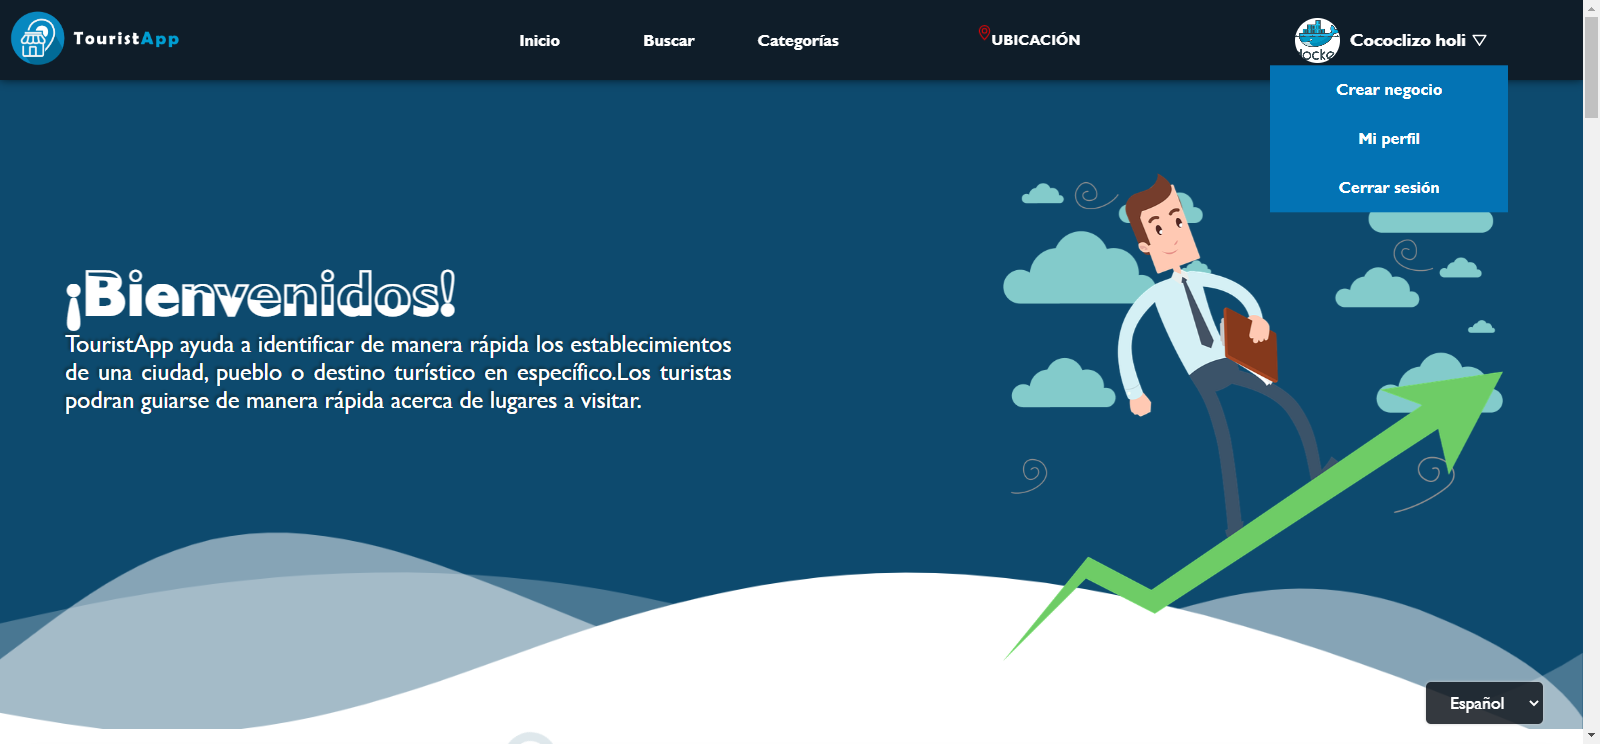 TouristApp
Inicio
Buscar
Categorías
UBICACIÓN
Cococlizo holi
Crear negocio
Mi perfil
Cerrar sesión
¡Bienvenidos!
TouristApp ayuda a identificar de manera rápida los establecimientos
de una ciudad, pueblo o destino turístico en específico.Los turistas
podran guiarse de manera rápida acerca de lugares a visitar.
Español